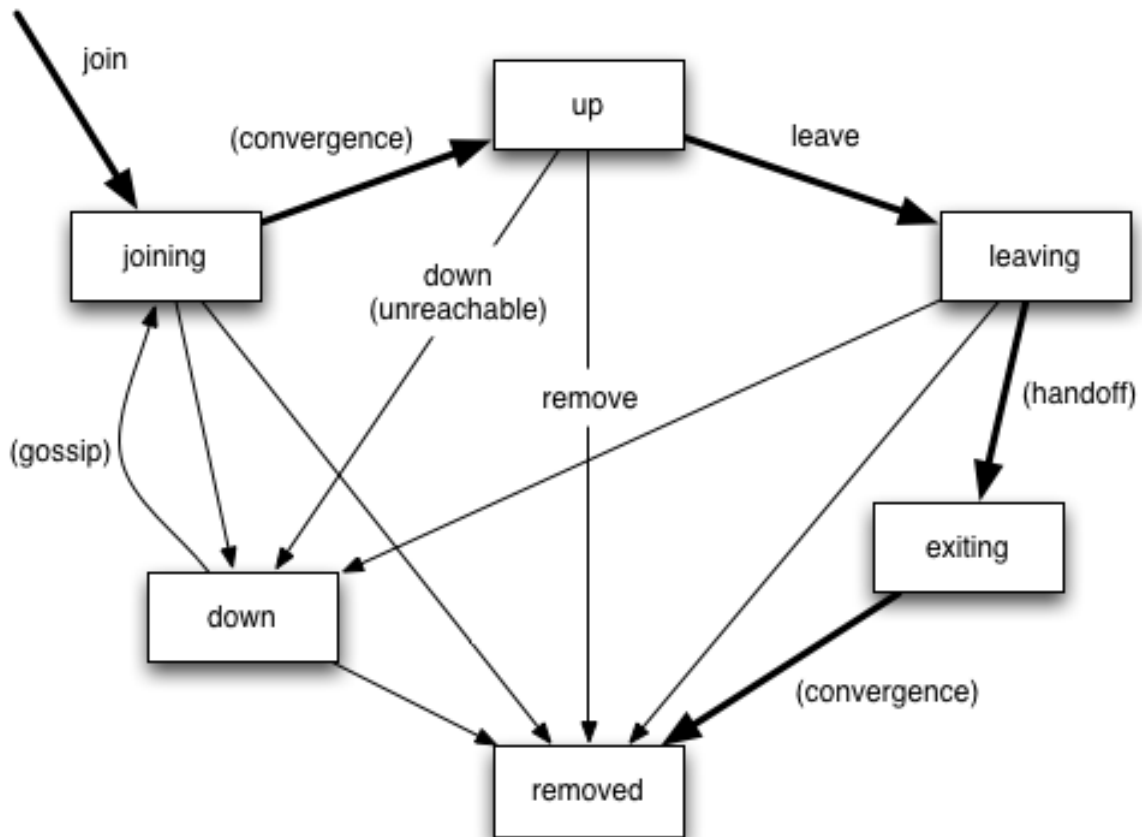 join
up
(convergence)
leave
joining
leaving
down
(unreachable)
remove
(handoff)
(gossip)
exiting
down
(convergence)
removed